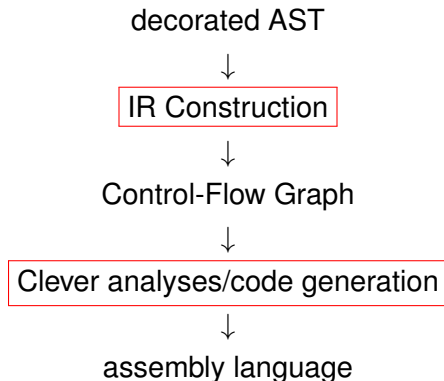 decorated AST
↓
IR Construction
↓
Control-Flow Graph
↓
Clever analyses/code generation
↓
assembly language